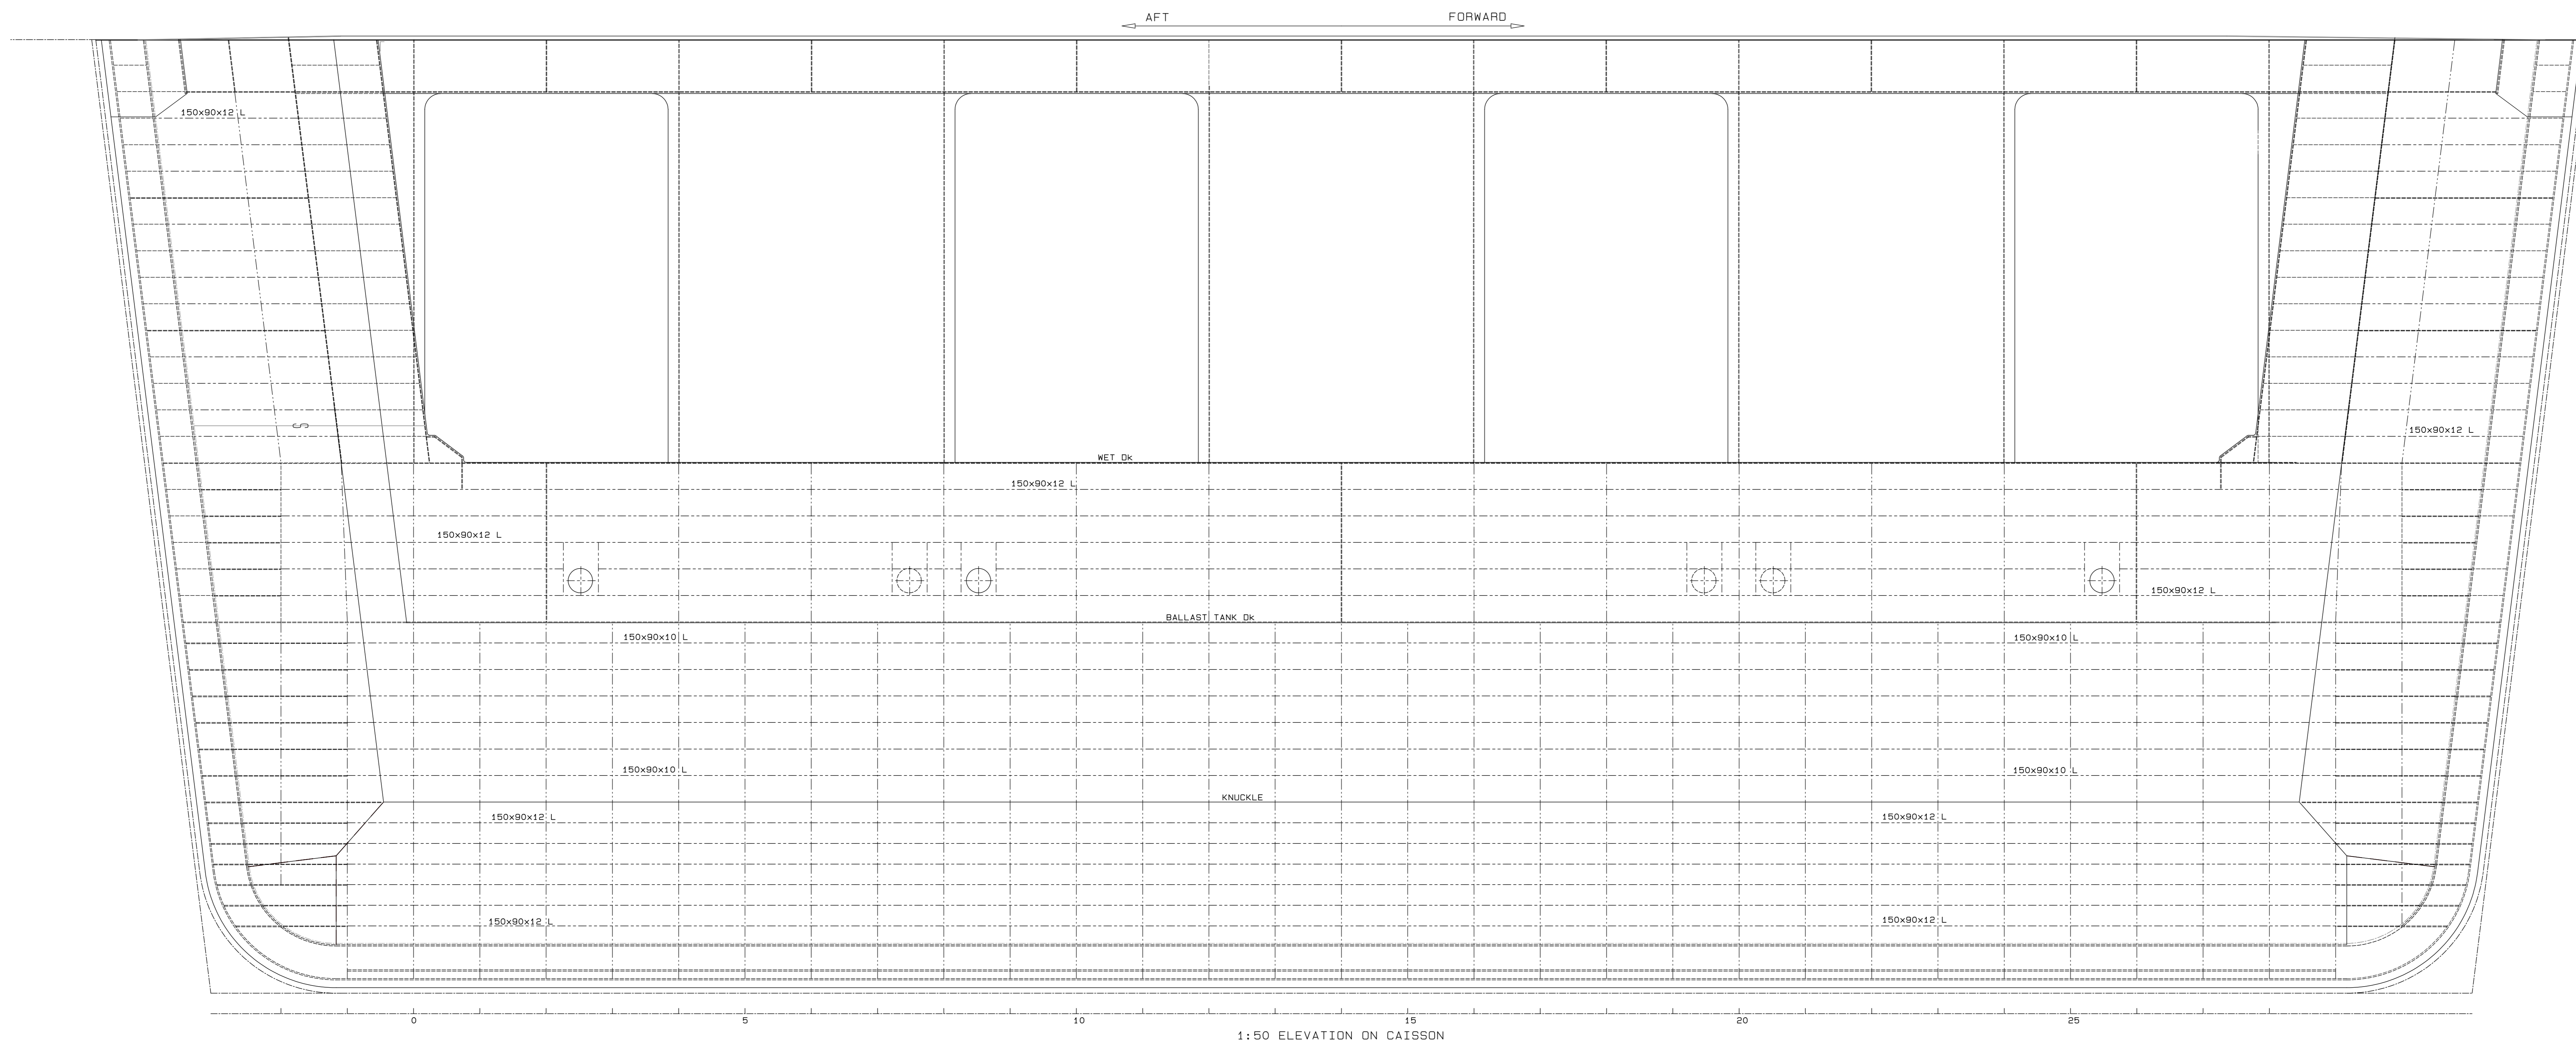 AFT FORWARD
150x90x12 L
150x90x12 L
WET Dk
150x90x12 L
150x90x12 L
150x90x12 L
BALLAST TANK Dk
150x90x10 L 150x90x10 L
150x90x10 L 150x90x10 L
KNUCKLE
150x90x12 L 150x90x12 L
150x90x12 L 150x90x12 L
0 5 10 15 20 25
1:50 ELEVATION ON CAISSON